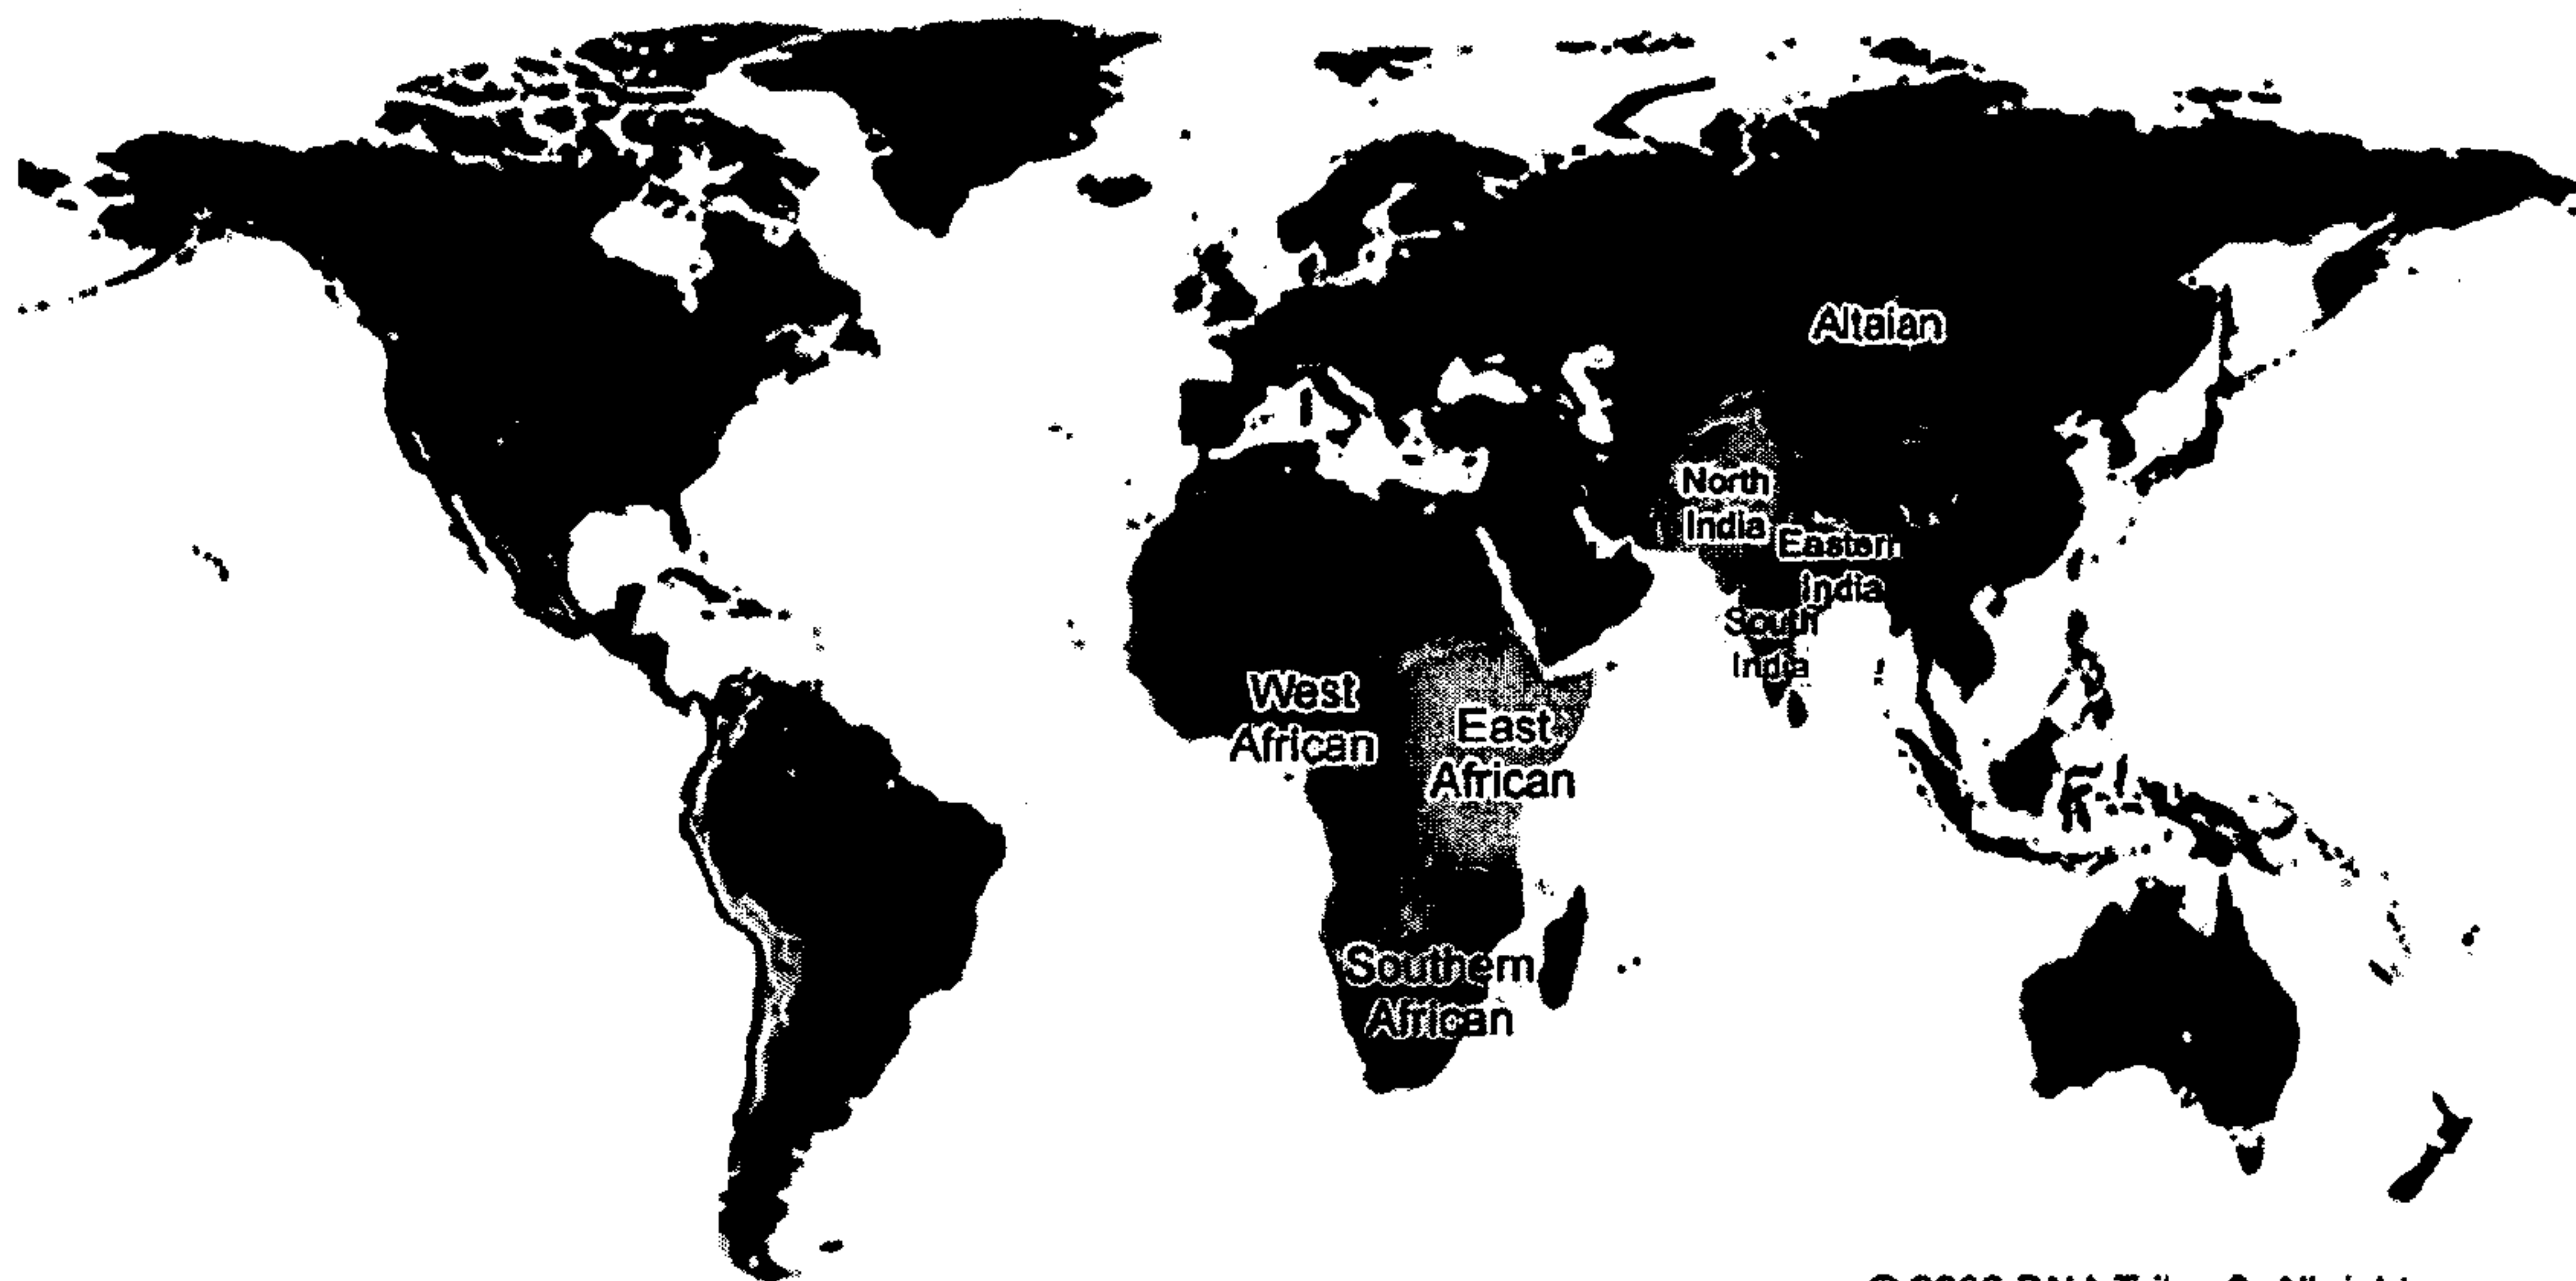 Altaian
North
India
Eastern
India
South
India
West
African
East
African
Southern
African